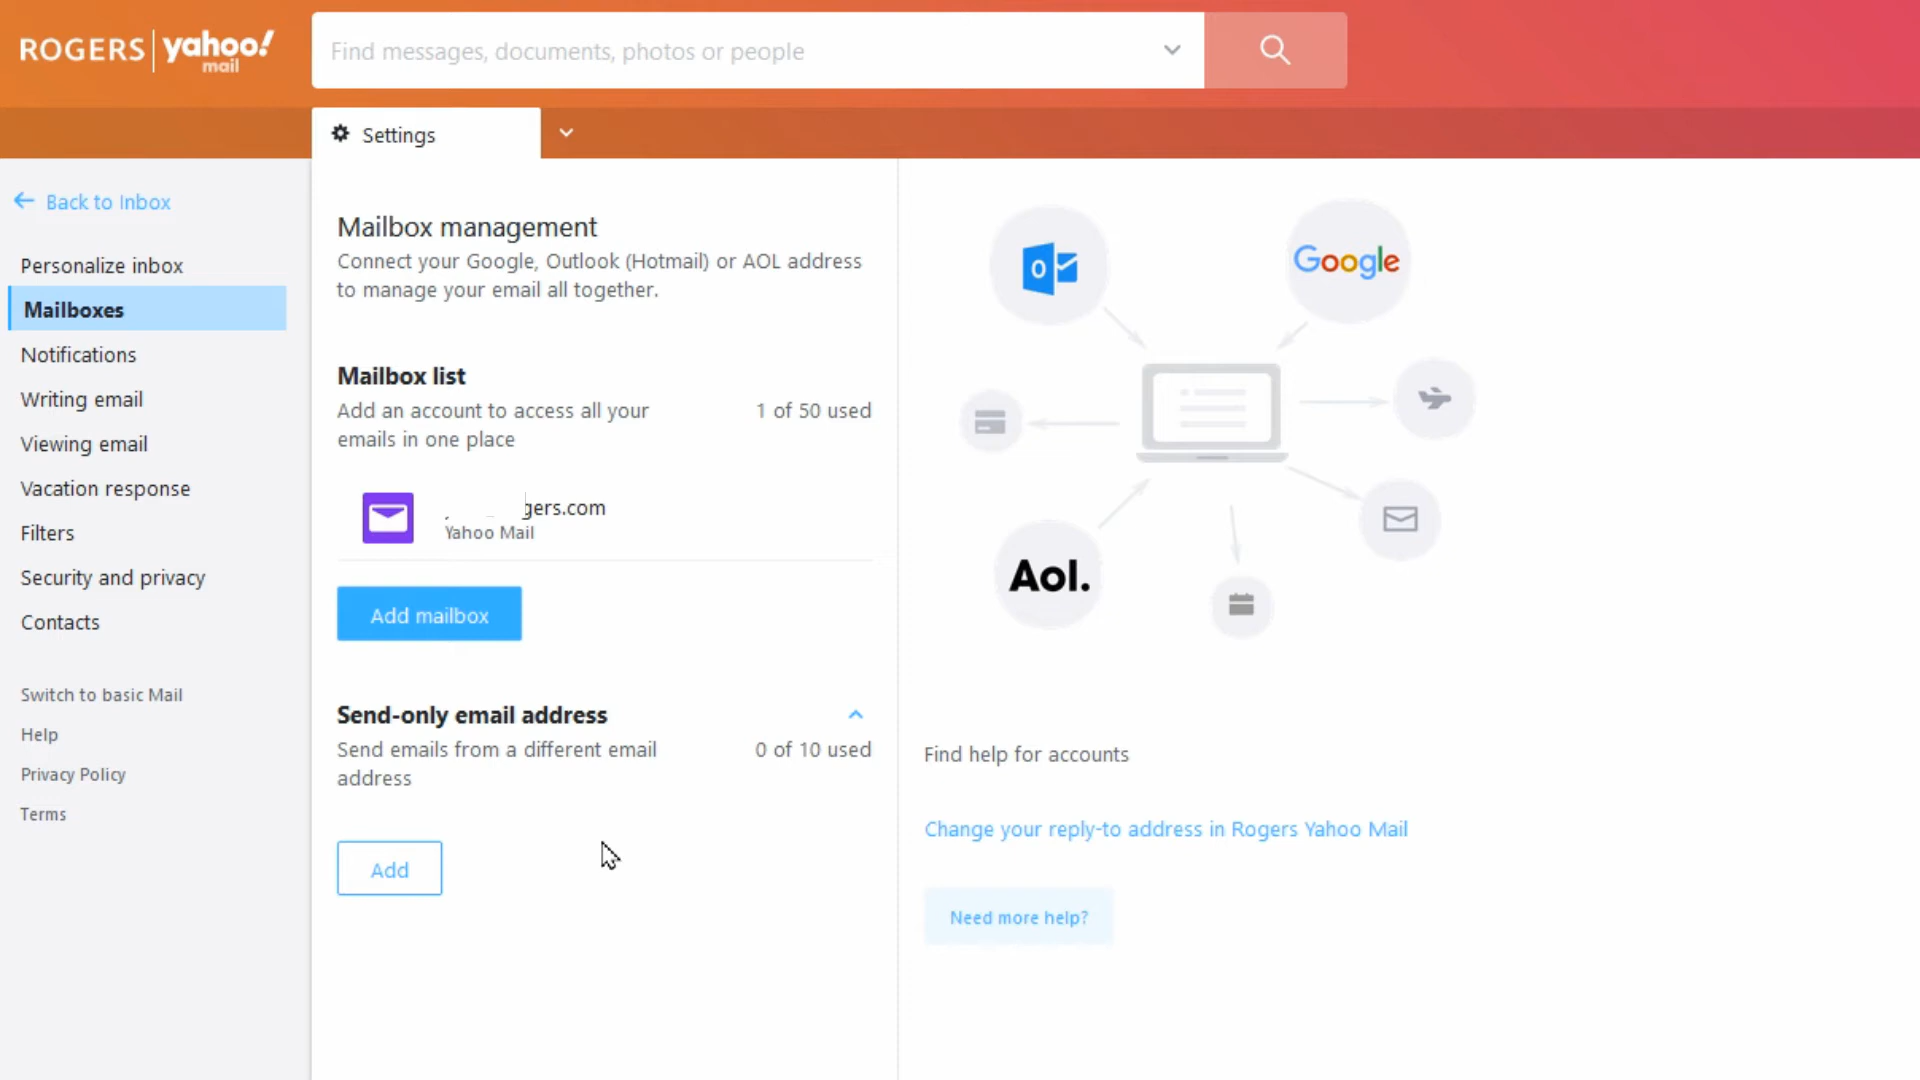 ROGERS yahoo!
mail
Find messages, documents, photos or people
Settings
Back to Inbox
Personalize inbox
Mailboxes
Notifications
Writing email
Viewing email
Vacation response
Filters
Security and privacy
Contacts
Switch to basic Mail
Help
Privacy Policy
Terms
Mailbox management
Connect your Google, Outlook (Hotmail) or AOL address
to manage your email all together.
Mailbox list
Add an account to access all your 1 of 50 used
emails in one place
gers.com
Yahoo Mail
Add mailbox
Send-only email address
Send emails from a different email 0 of 10 used
address
Add
Google
Aol.
Find help for accounts
Change your reply-to address in Rogers Yahoo Mail
Need more help?